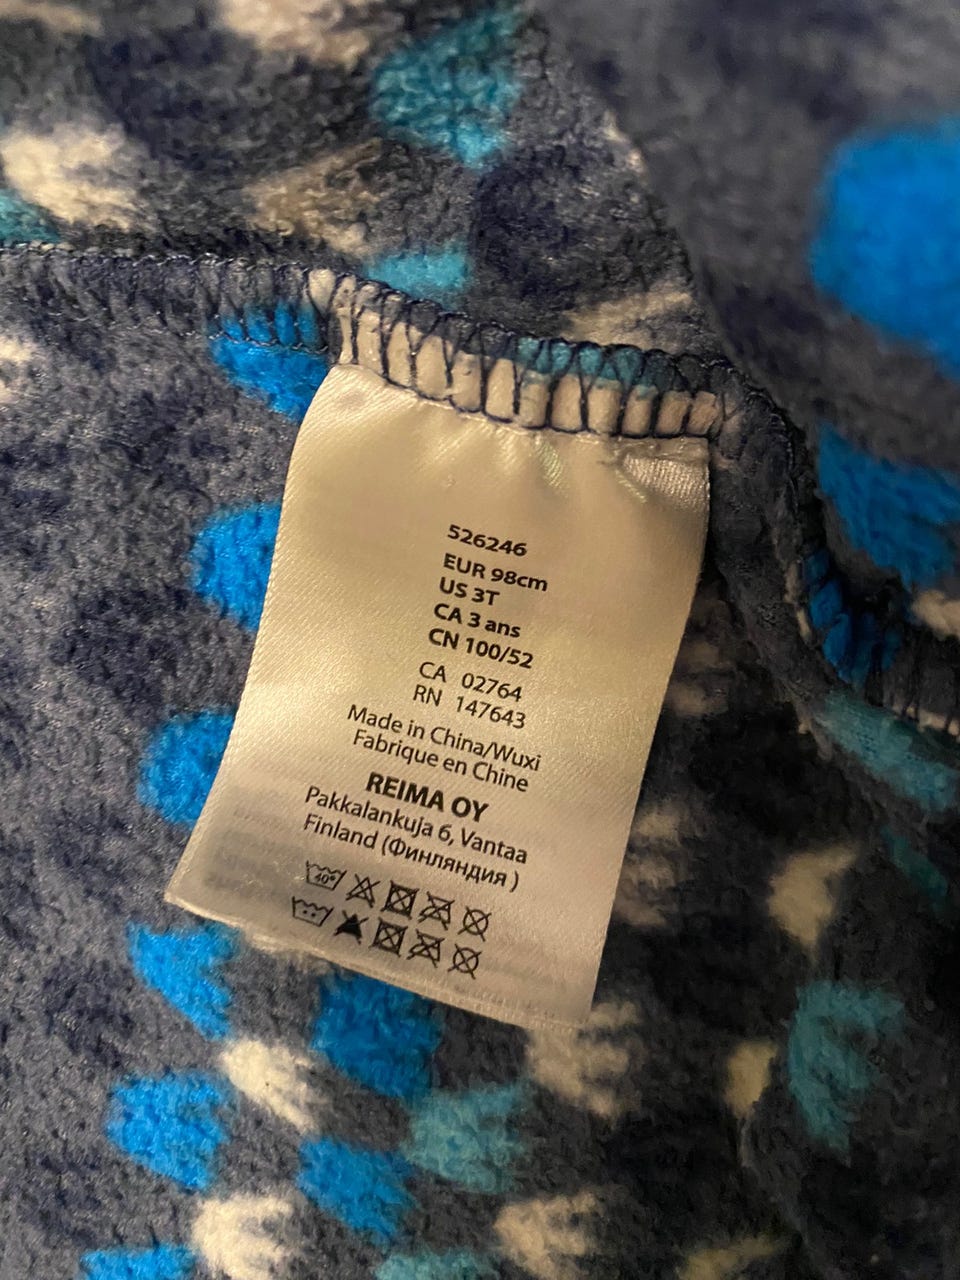 526246
EUR 98cm
US 3T
CA 3 ans
CN 100/52
CA 02764
RN 147643
Made in China/Wuxi
Fabrique en Chine
REIMA OY
Pakkalankuja 6, Vantaa
Finland (Финляндия )
40°